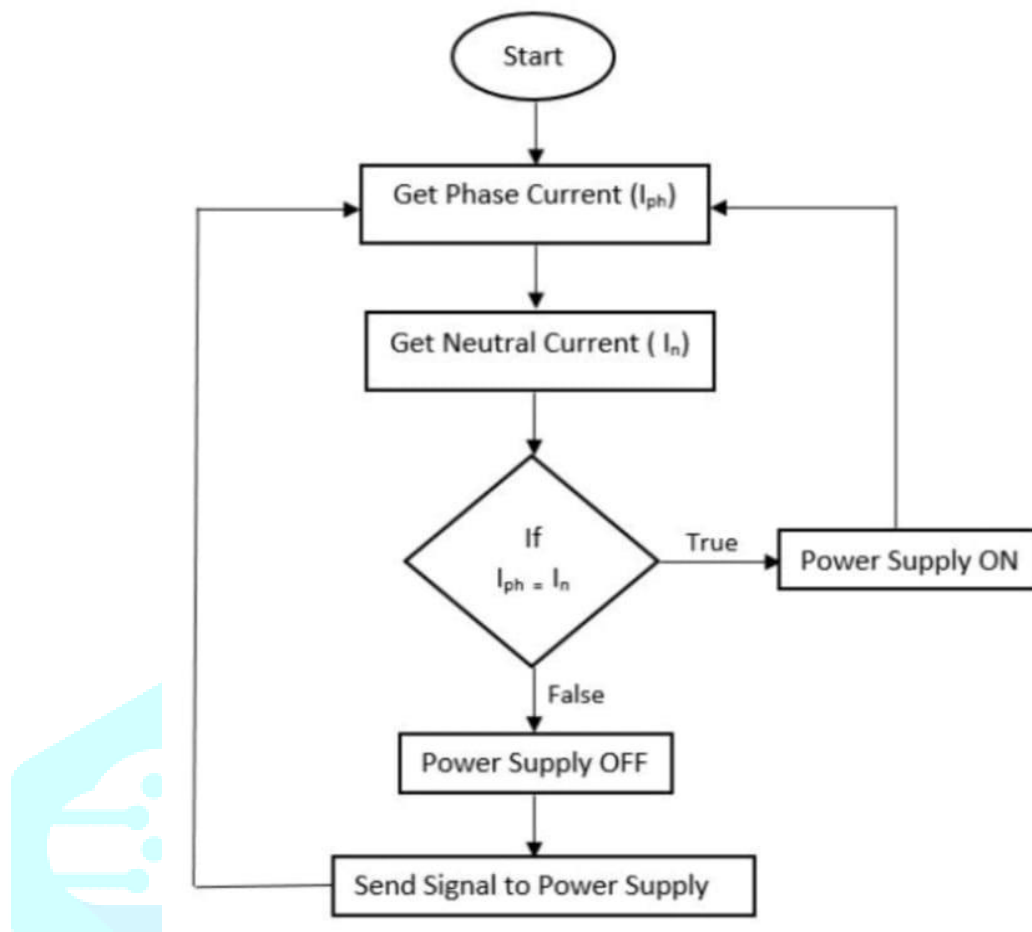 Start
Get Phase Current (Iph)
Get Neutral Current ( In)
If
Iph = In
True
Power Supply ON
False
Power Supply OFF
Send Signal to Power Supply